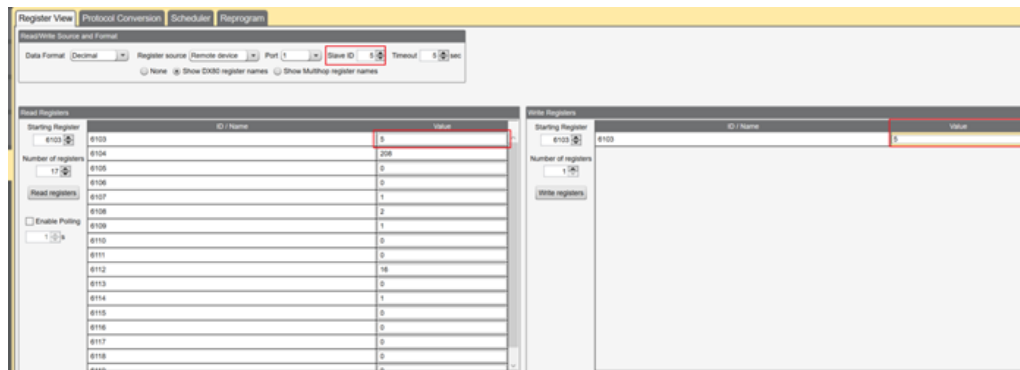 Register View Protocol Conversion Scheduler Reprogram
Read/Write Source and Format
Data Format Decimal Register source Remote device Port 1 Slave ID 5 Timeout 5 sec
None Show DX80 register names Show Multihop register names
Read Registers
Starting Register ID / Name Value
6103 6103 5
6104 208
Number of registers 6105 0
17 6106 0
Read registers 6107 1
6108 2
Enable Polling 6109 1
1 s 6110 0
6111 0
6112 16
6113 0
6114 1
6115 0
6116 0
6117 0
6118 0
Write Registers
Starting Register ID / Name Value
6103 6103 5
Number of registers
1
Write registers